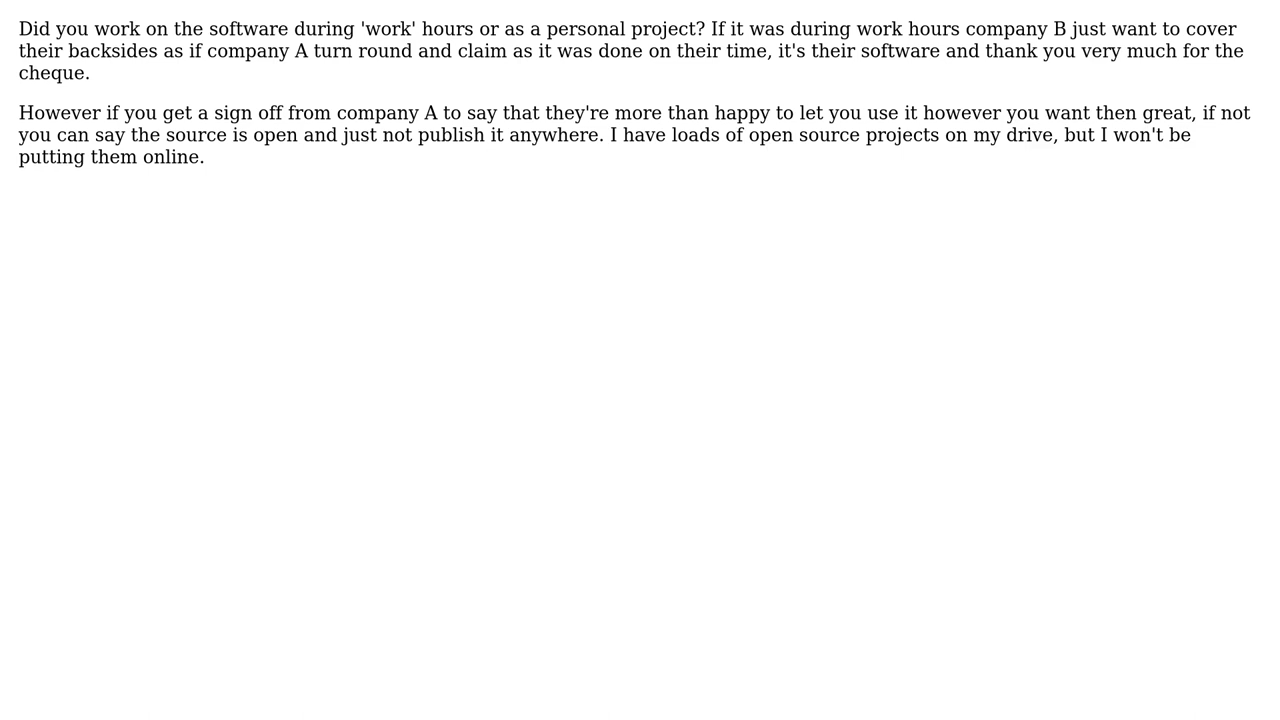 Did you work on the software during 'work' hours or as a personal project? If it was during work hours company B just want to cover
their backsides as if company A turn round and claim as it was done on their time, it's their software and thank you very much for the
cheque.
However if you get a sign off from company A to say that they're more than happy to let you use it however you want then great, if not
you can say the source is open and just not publish it anywhere. I have loads of open source projects on my drive, but I won't be
putting them online.